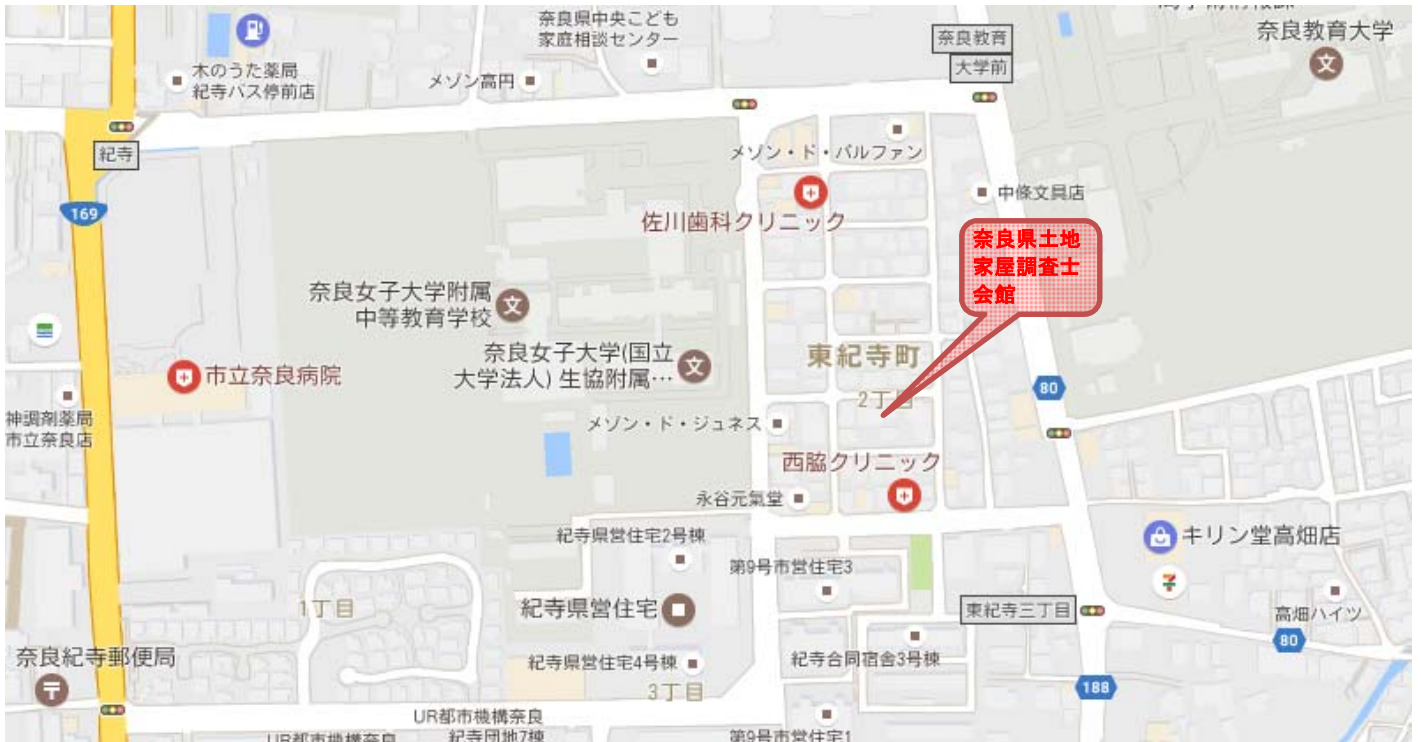 奈良県中央こども
家庭相談センター
奈良教育
大学前
奈良教育大学
文
木のうた薬局
紀寺バス停前店
メゾン高円
紀寺
メゾン・ド・パルファン
169
中條文具店
佐川歯科クリニック
奈良県土地
家屋調査士
会館
奈良女子大学附属
中等教育学校
文
奈良女子大学(国立
大学法人) 生協附属…
文
東紀寺町
市立奈良病院
80
2丁目
神調剤薬局
市立奈良店
メゾン・ド・ジュネス
西脇クリニック
永谷元氣堂
紀寺県営住宅2号棟
キリン堂高畑店
第9号市営住宅3
7
1丁目
紀寺県営住宅
東紀寺三丁目
高畑ハイツ
80
奈良紀寺郵便局
〒
紀寺県営住宅4号棟
紀寺合同宿舎3号棟
3丁目
188
UR都市機構奈良
紀寺団地7棟
UR都市機構奈良
第9号市営住宅1